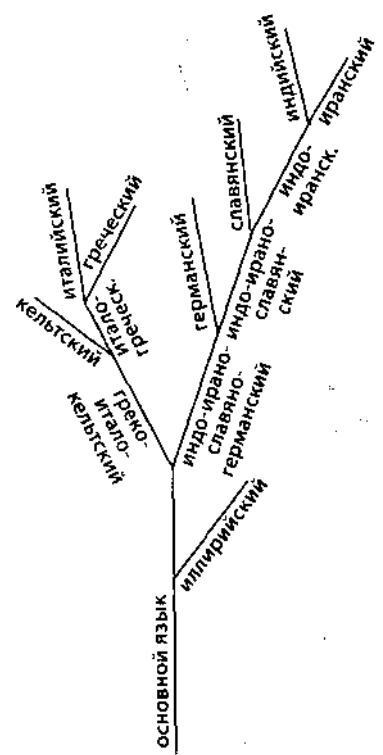 ОСНОВНОЙ ЯЗЫК
иллирийский
греко-
итало-
кельтский
кельтский
итало-
греческ.
италийский
греческий
индо-ирано-
славяно-
германский
германский
индо-ирано-
славян-
ский
славянский
индо-
иранск.
индийский
иранский